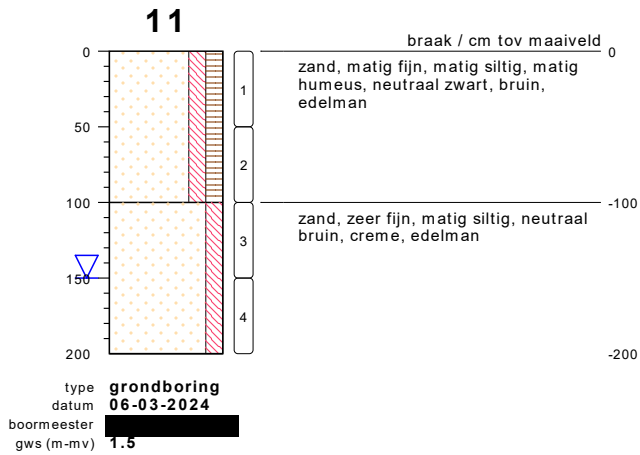 11
braak / cm tov maaiveld
0
0
zand, matig fijn, matig siltig, matig
humeus, neutraal zwart, bruin,
edelman
1
50
2
100
-100
zand, zeer fijn, matig siltig, neutraal
bruin, creme, edelman
3
150
4
200
-200
type grondboring
datum 06-03-2024
boormeester
gws (m-mv) 1.5